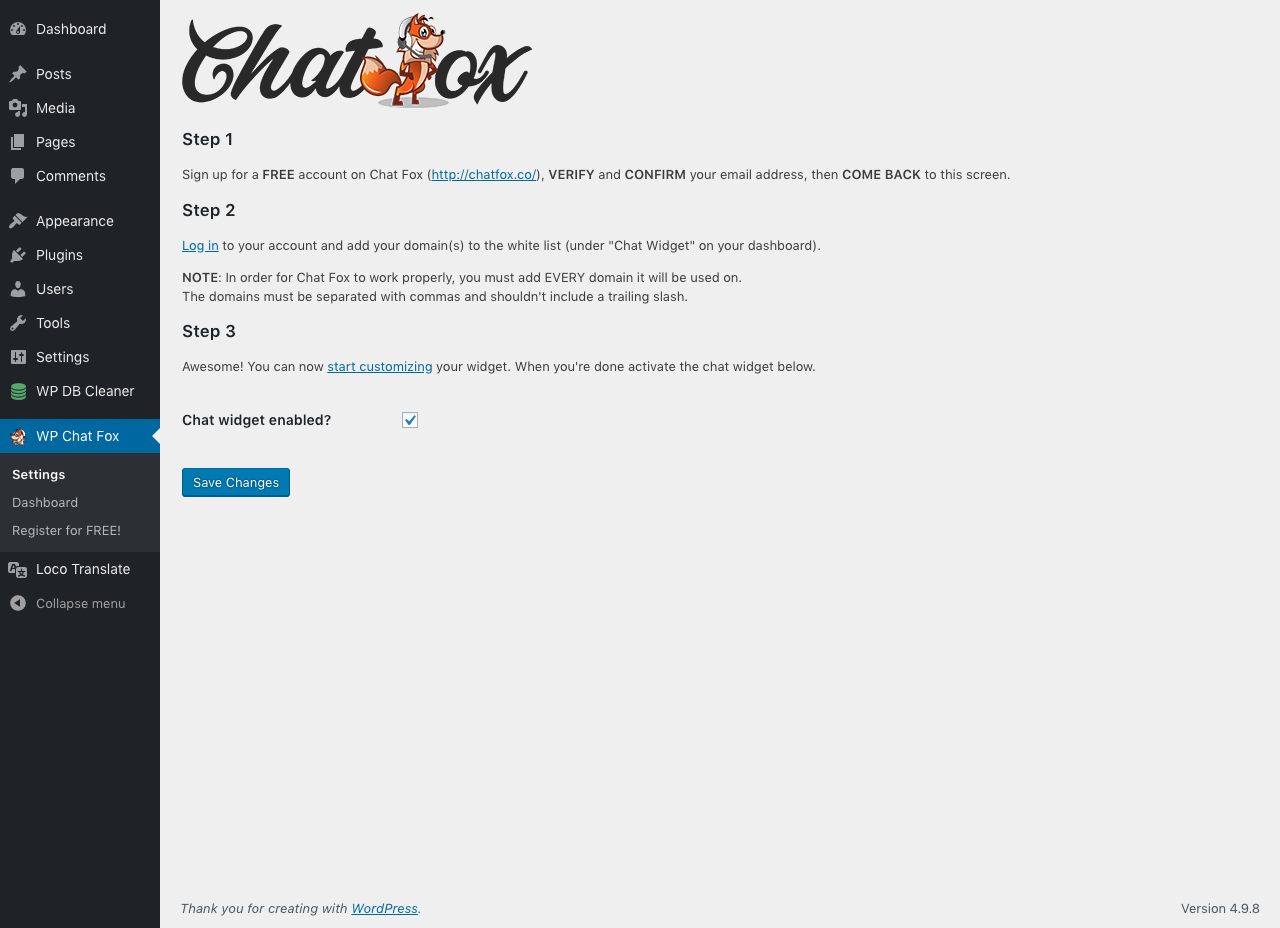 Dashboard
Posts
Media
Pages
Comments
Appearance
Plugins
Users
Tools
Settings
WP DB Cleaner
WP Chat Fox
Settings
Dashboard
Register for FREE!
Loco Translate
Collapse menu
Chat ox
Step 1
Sign up for a FREE account on Chat Fox (http://chatfox.co/), VERIFY and CONFIRM your email address, then COME BACK to this screen.
Step 2
Log in to your account and add your domain(s) to the white list (under "Chat Widget" on your dashboard).
NOTE: In order for Chat Fox to work properly, you must add EVERY domain it will be used on.
The domains must be separated with commas and shouldn't include a trailing slash.
Step 3
Awesome! You can now start customizing your widget. When you're done activate the chat widget below.
Chat widget enabled?
Save Changes
Thank you for creating with WordPress.
Version 4.9.8